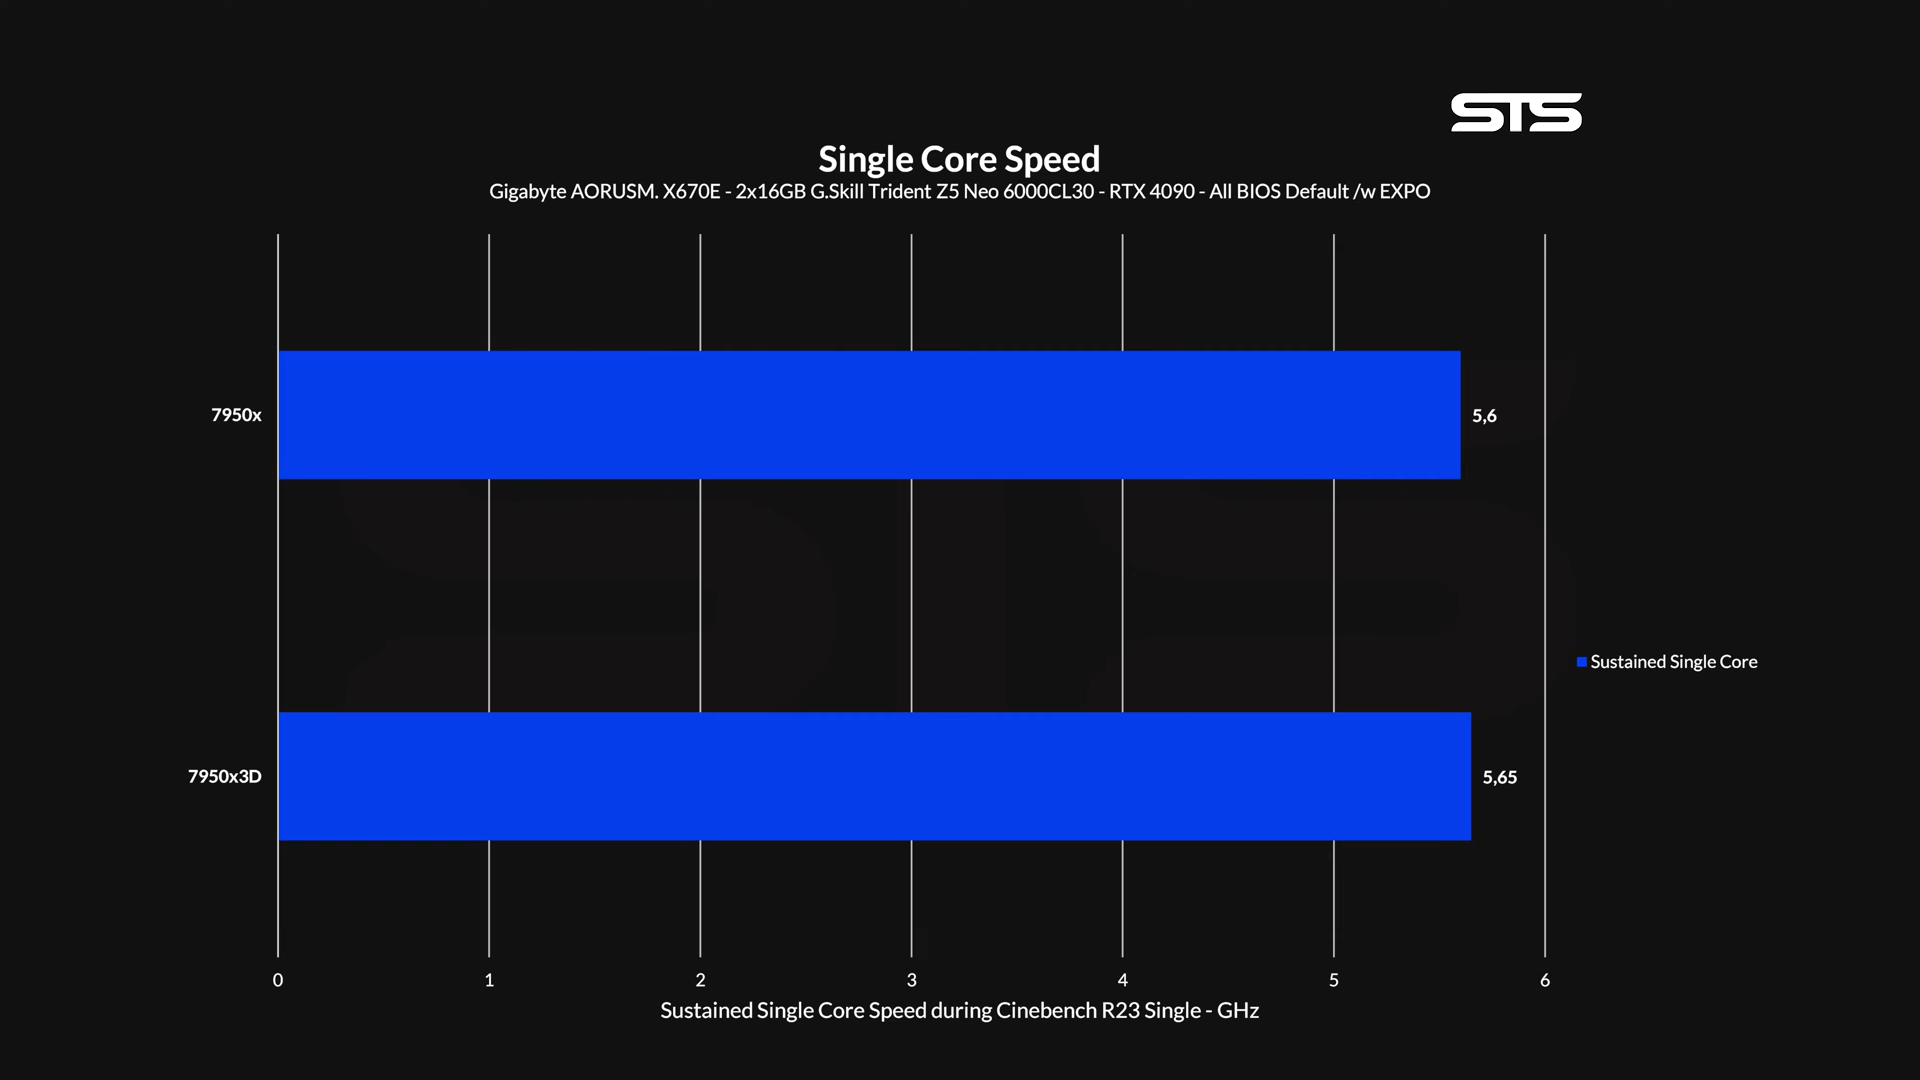 STS
Single Core Speed
Gigabyte AORUSM. X670E - 2x16GB G.Skill Trident Z5 Neo 6000CL30 - RTX 4090 - All BIOS Default /w EXPO
7950x
5,6
Sustained Single Core
7950x3D
5,65
0 1 2 3 4 5 6
Sustained Single Core Speed during Cinebench R23 Single - GHz